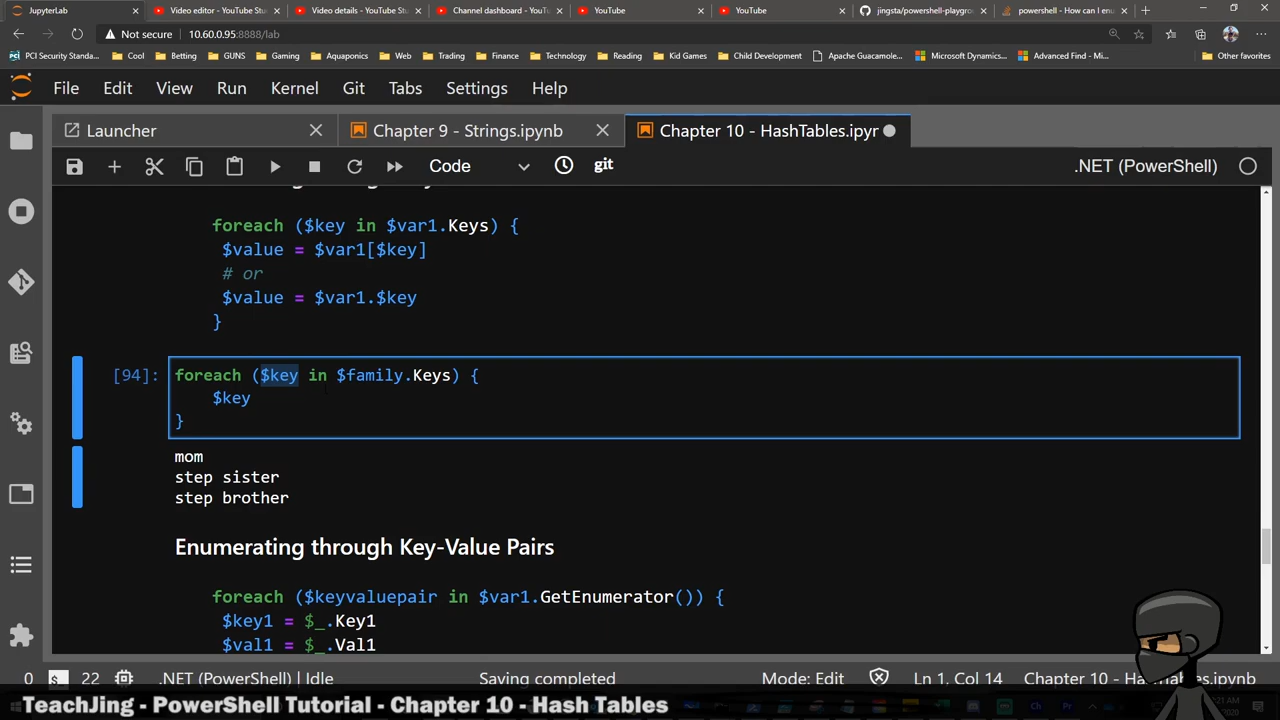 JupyterLab
Video editor - YouTube Stu
Video details - YouTube Stu
Channel dashboard - YouTu
YouTube
YouTube
jingsta/powershell-playgro
powershell - How can I enu
Not secure
10.60.0.95:8888/lab
PCI Security Standa...
Cool
Betting
GUNS
Gaming
Aquaponics
Web
Trading
Finance
Technology
Reading
Kid Games
Child Development
Apache Guacamole...
Microsoft Dynamic...
Advanced Find - Mi...
Other favorites
File
Edit
View
Run
Kernel
Git
Tabs
Settings
Help
Launcher
Chapter 9 - Strings.ipynb
Chapter 10 - HashTables.ipyr
Code
git
.NET (PowerShell)
foreach ($key in $var1.Keys) {
$value = $var1[$key]
# or
$value = $var1.$key
}
[94]:
foreach ($key in $family.Keys) {
$key
}
mom
step sister
step brother
Enumerating through Key-Value Pairs
foreach ($keyvaluepair in $var1.GetEnumerator()) {
$key1 = $_.Key1
$val1 = $_.Val1
0
22
.NET (PowerShell) | Idle
Saving completed
Mode: Edit
Ln 1, Col 14
Chapter 10 - HashTables.ipynb
TeachJing - PowerShell Tutorial - Chapter 10 - Hash Tables